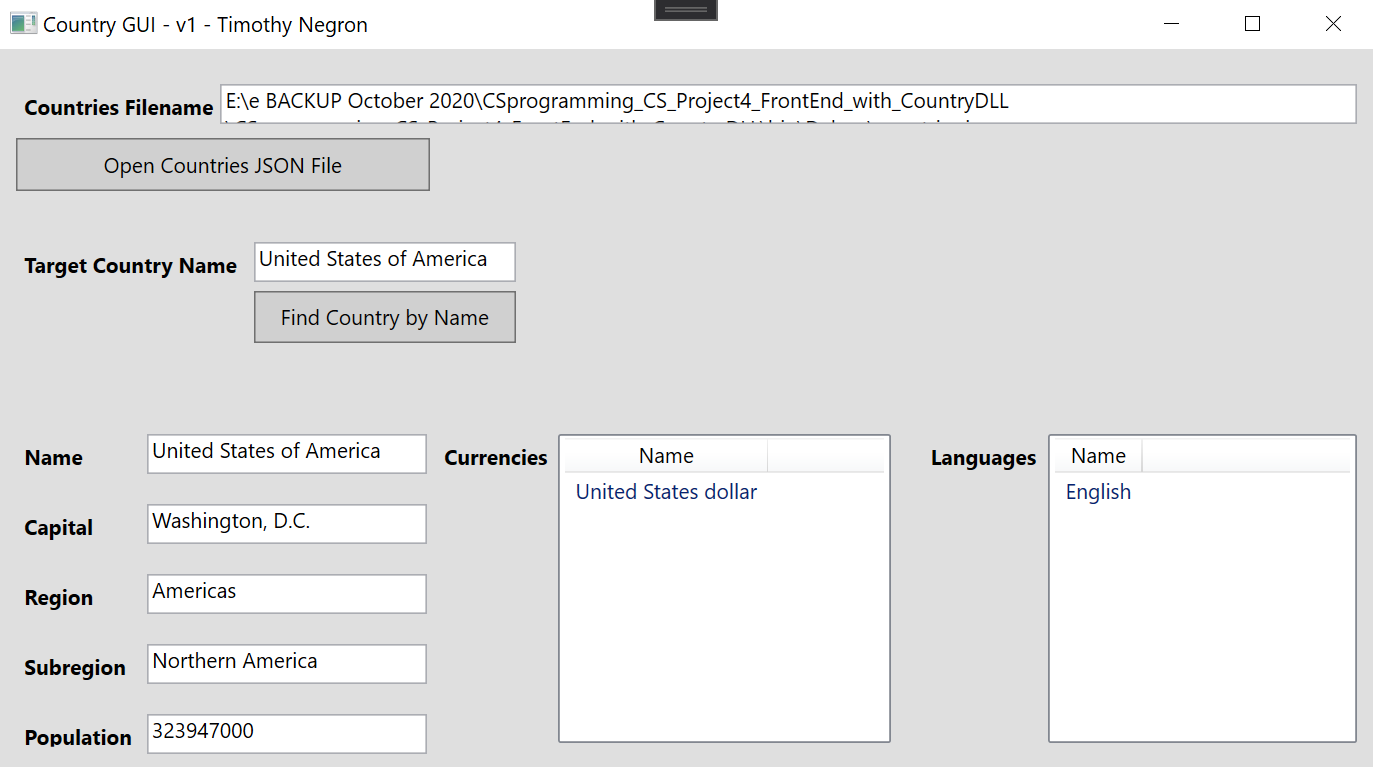 Country GUI - v1 - Timothy Negron
Countries Filename
E:\e BACKUP October 2020\CSprogramming_CS_Project4_FrontEnd_with_CountryDLL
Open Countries JSON File
Target Country Name
United States of America
Find Country by Name
Name
United States of America
Capital
Washington, D.C.
Region
Americas
Subregion
Northern America
Population
323947000
Currencies
Name
United States dollar
Languages
Name
English